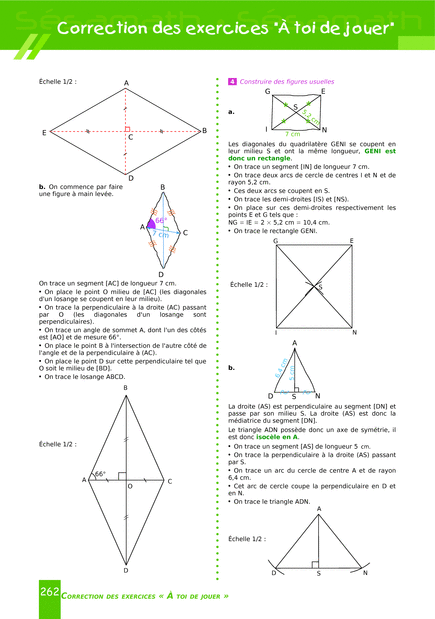 Correction des exercices "À toi de jouer"
Échelle 1/2 :
A
E
B
C
D
b. On commence par faire
une figure à main levée.
B
A
66°
7 cm
C
D
On trace un segment [AC] de longueur 7 cm.
• On place le point O milieu de [AC] (les diagonales
d'un losange se coupent en leur milieu).
• On trace la perpendiculaire à la droite (AC) passant
par O (les diagonales d'un losange sont
perpendiculaires).
• On trace un angle de sommet A, dont l'un des côtés
est [AO] et de mesure 66°.
• On place le point B à l'intersection de l'autre côté de
l'angle et de la perpendiculaire à (AC).
• On place le point D sur cette perpendiculaire tel que
O soit le milieu de [BD].
• On trace le losange ABCD.
B
Échelle 1/2 :
66°
A
O
C
D
4 Construire des figures usuelles
a.
G
E
5,2 cm
S
I
N
7 cm
Les diagonales du quadrilatère GENI se coupent en
leur milieu S et ont la même longueur, GENI est
donc un rectangle.
• On trace un segment [IN] de longueur 7 cm.
• On trace deux arcs de cercle de centres I et N et de
rayon 5,2 cm.
• Ces deux arcs se coupent en S.
• On trace les demi-droites [IS) et [NS).
• On place sur ces demi-droites respectivement les
points E et G tels que :
NG = IE = 2 × 5,2 cm = 10,4 cm.
• On trace le rectangle GENI.
G
E
Échelle 1/2 :
S
I
N
b.
A
6,4 cm
5 cm
D
S
N
La droite (AS) est perpendiculaire au segment [DN] et
passe par son milieu S. La droite (AS) est donc la
médiatrice du segment [DN].
Le triangle ADN possède donc un axe de symétrie, il
est donc isocèle en A.
• On trace un segment [AS] de longueur 5 cm.
• On trace la perpendiculaire à la droite (AS) passant
par S.
• On trace un arc du cercle de centre A et de rayon
6,4 cm.
• Cet arc de cercle coupe la perpendiculaire en D et
en N.
• On trace le triangle ADN.
A
Échelle 1/2 :
D
S
N
262 CORRECTION DES EXERCICES « À TOI DE JOUER »